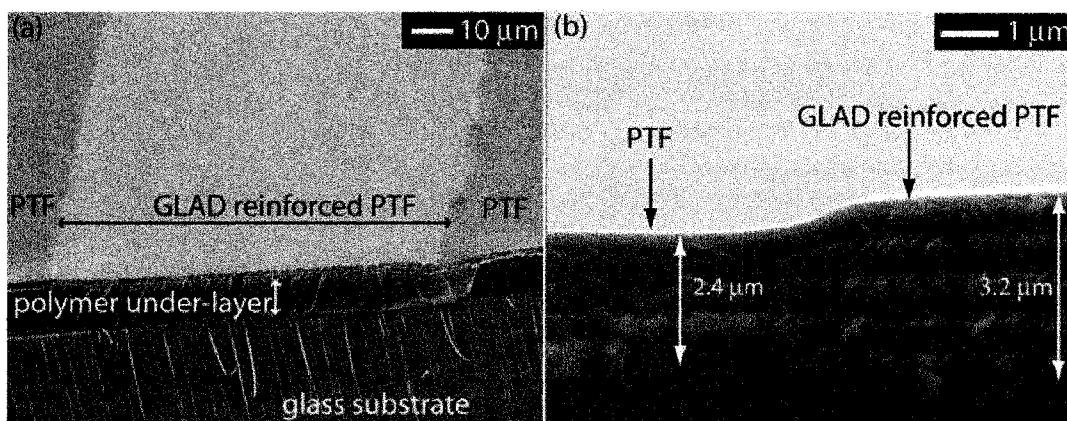 (a)
10 μm
PTF
GLAD reinforced PTF
PTF
polymer under-layer
glass substrate
(b)
1 μm
PTF
GLAD reinforced PTF
2.4 μm
3.2 μm